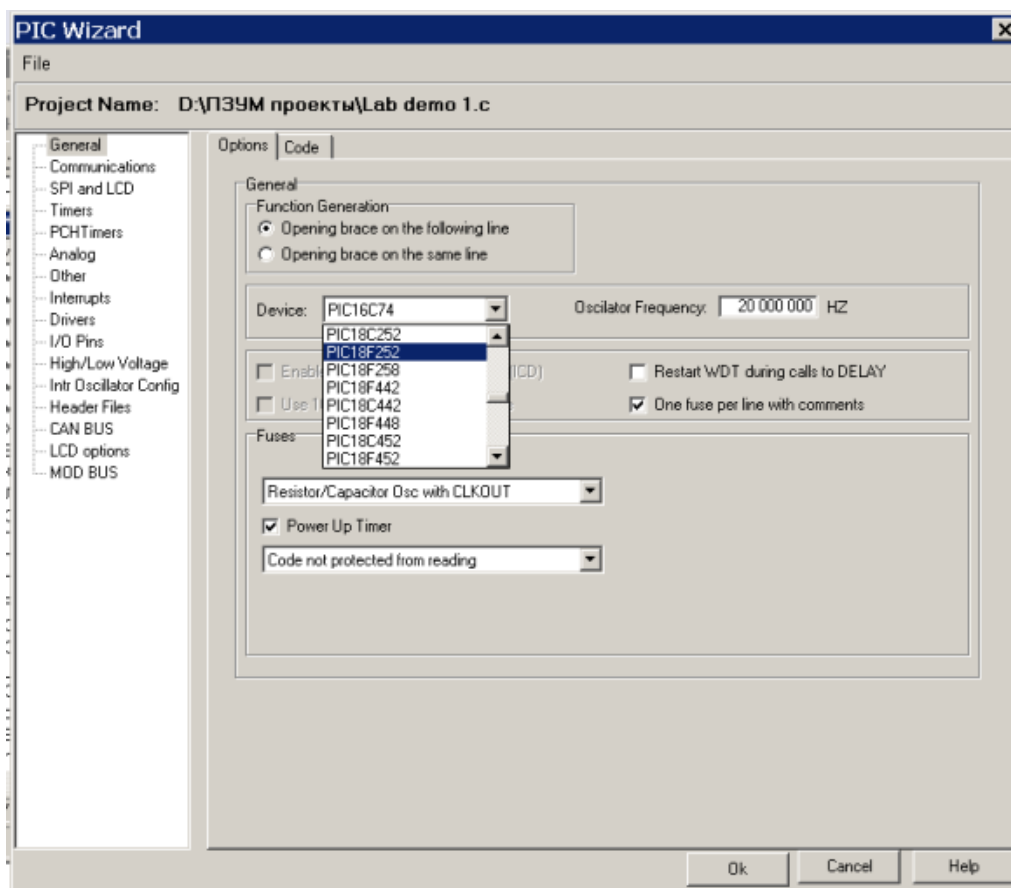 PIC Wizard
File
Project Name: D:\ПЗУМ проекты\Lab demo 1.c
General
Communications
SPI and LCD
Timers
PCHTimers
Analog
Other
Interrupts
Drivers
I/O Pins
High/Low Voltage
Intr Oscillator Config
Header Files
CAN BUS
LCD options
MOD BUS
Options
Code
General
Function Generation
Opening brace on the following line
Opening brace on the same line
Device: PIC16C74
Oscilator Frequency: 20 000 000 HZ
PIC18C252
PIC18F252
PIC18F258
PIC18F442
PIC18C442
PIC18F448
PIC18C452
PIC18F452
ICD)
Restart WDT during calls to DELAY
Use
One fuse per line with comments
Fuses
Resistor/Capacitor Osc with CLKOUT
Power Up Timer
Code not protected from reading
Ok Cancel Help